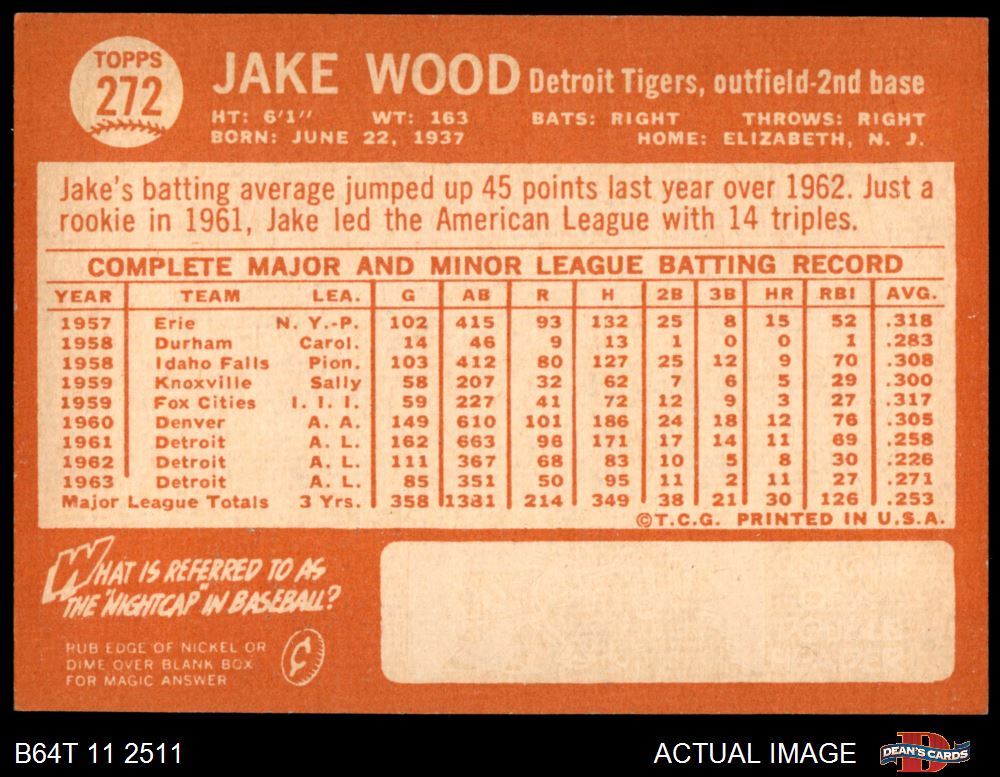 TOPPS
272
JAKE WOOD Detroit Tigers, outfield-2nd base
HT: 6'1" WT: 163 BATS: RIGHT THROWS: RIGHT
BORN: JUNE 22, 1937 HOME: ELIZABETH, N. J.
Jake's batting average jumped up 45 points last year over 1962. Just a
rookie in 1961, Jake led the American League with 14 triples.
COMPLETE MAJOR AND MINOR LEAGUE BATTING RECORD
YEAR TEAM LEA. G AB R H 2B 3B HR RBI AVG.
1957 Erie N. Y.-P. 102 415 93 132 25 8 15 52 .318
1958 Durham Carol. 14 46 9 13 1 0 0 1 .283
1958 Idaho Falls Pion. 103 412 80 127 25 12 9 70 .308
1959 Knoxville Sally 58 207 32 62 7 6 5 29 .300
1959 Fox Cities I. I. I. 59 227 41 72 12 9 3 27 .317
1960 Denver A. A. 149 610 101 186 24 18 12 76 .305
1961 Detroit A. L. 162 663 96 171 17 14 11 69 .258
1962 Detroit A. L. 111 367 68 83 10 5 8 30 .226
1963 Detroit A. L. 85 351 50 95 11 2 11 27 .271
Major League Totals 3 Yrs. 358 1381 214 349 38 21 30 126 .253
©T.C.G. PRINTED IN U.S.A.
WHAT IS REFERRED TO AS
THE "NIGHTCAP" IN BASEBALL?
RUB EDGE OF NICKEL OR
DIME OVER BLANK BOX
FOR MAGIC ANSWER
B64T 11 2511
ACTUAL IMAGE
DEAN'S CARDS